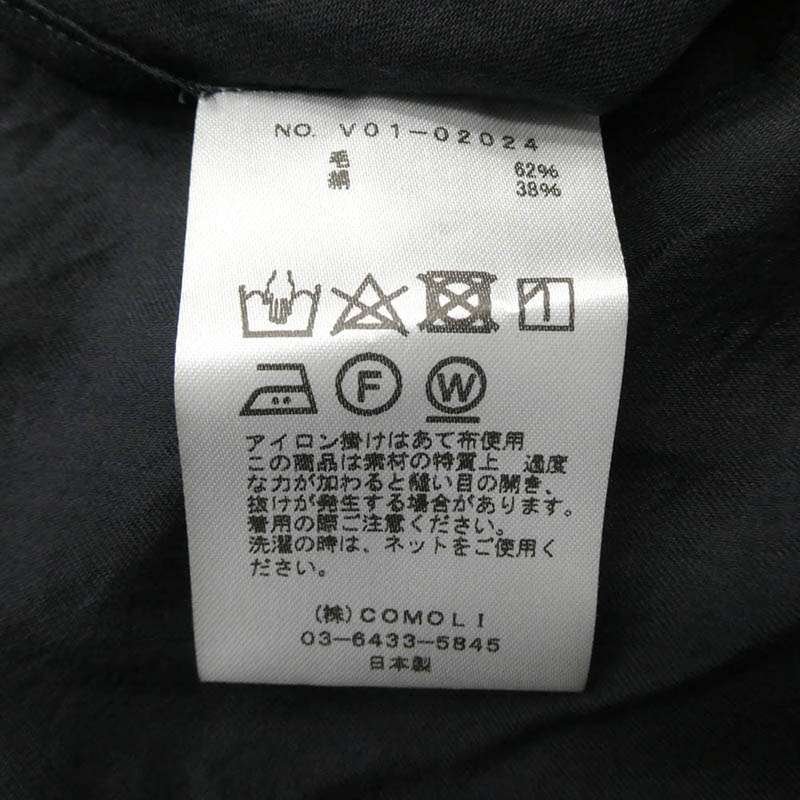 NO. V01-02024
毛 62%
絹 38%
F W
アイロン掛けはあて布使用
この商品は素材の特質上 過度
な力が加わると縫い目の開き、
抜けが発生する場合があります。
着用の際ご注意ください。
洗濯の時は、ネットをご使用く
ださい。
(株)COMOLI
03-6433-5845
日本製